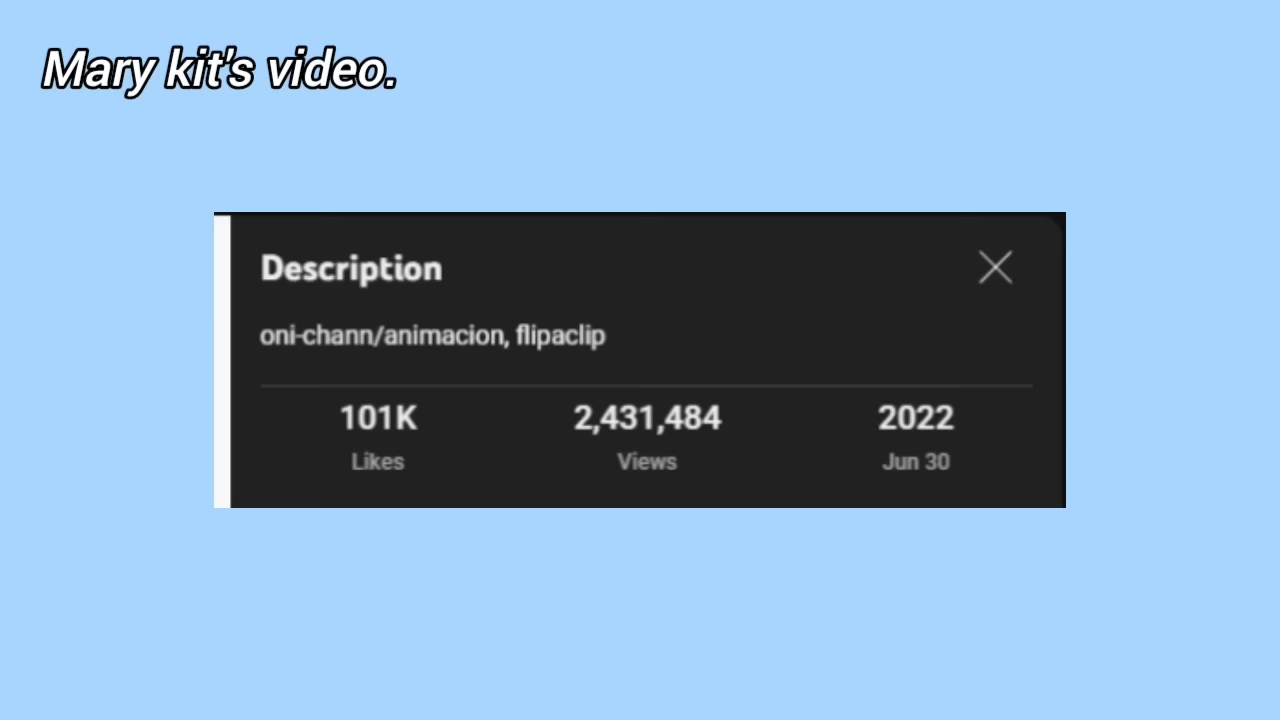 Mary kit's video.
Description
oni-chann/animacion, flipaclip
101K 2,431,484 2022
Likes Views Jun 30